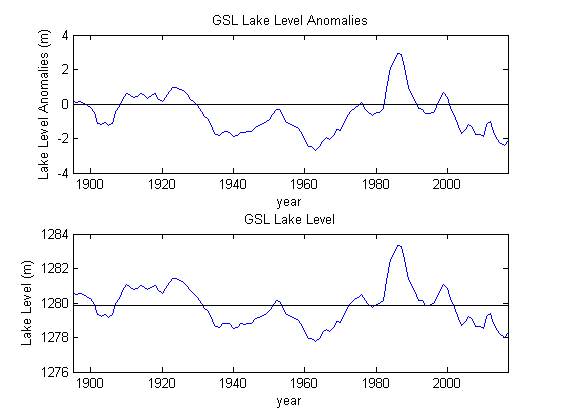 GSL Lake Level Anomalies
Lake Level Anomalies (m)
4
2
0
-2
-4
1900 1920 1940 1960 1980 2000
year
GSL Lake Level
Lake Level (m)
1284
1282
1280
1278
1276
1900 1920 1940 1960 1980 2000
year